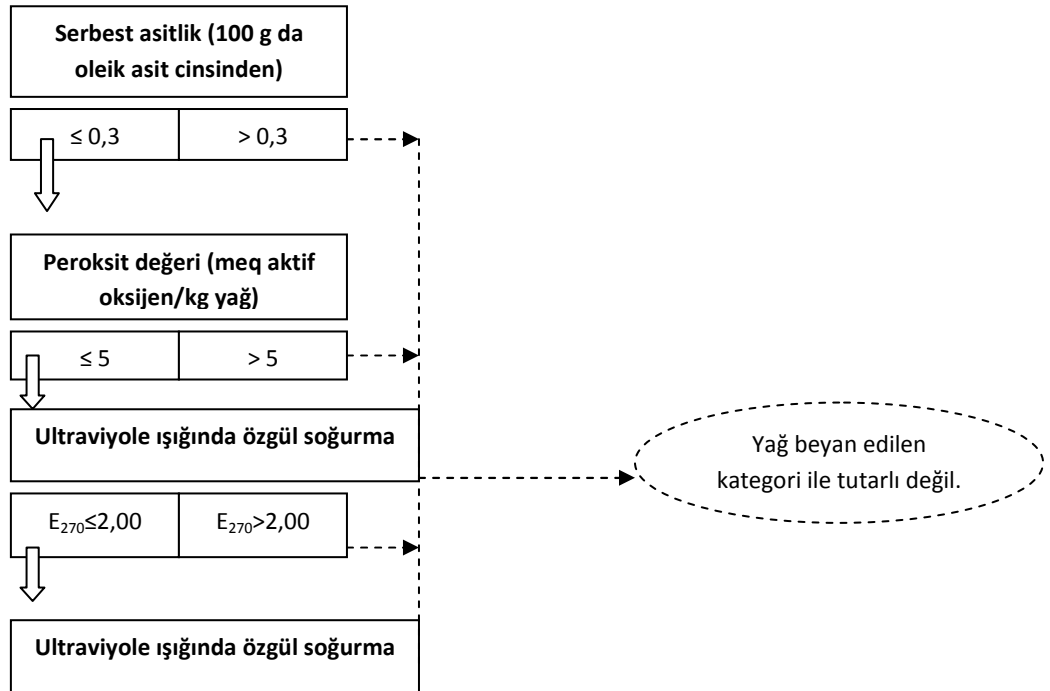 Serbest asitlik (100 g da
oleik asit cinsinden)
≤ 0,3
> 0,3
Peroksit değeri (meq aktif
oksijen/kg yağ)
≤ 5
> 5
Ultraviyole ışığında özgül soğurma
E₂₇₀≤2,00
E₂₇₀>2,00
Yağ beyan edilen
kategori ile tutarlı değil.
Ultraviyole ışığında özgül soğurma